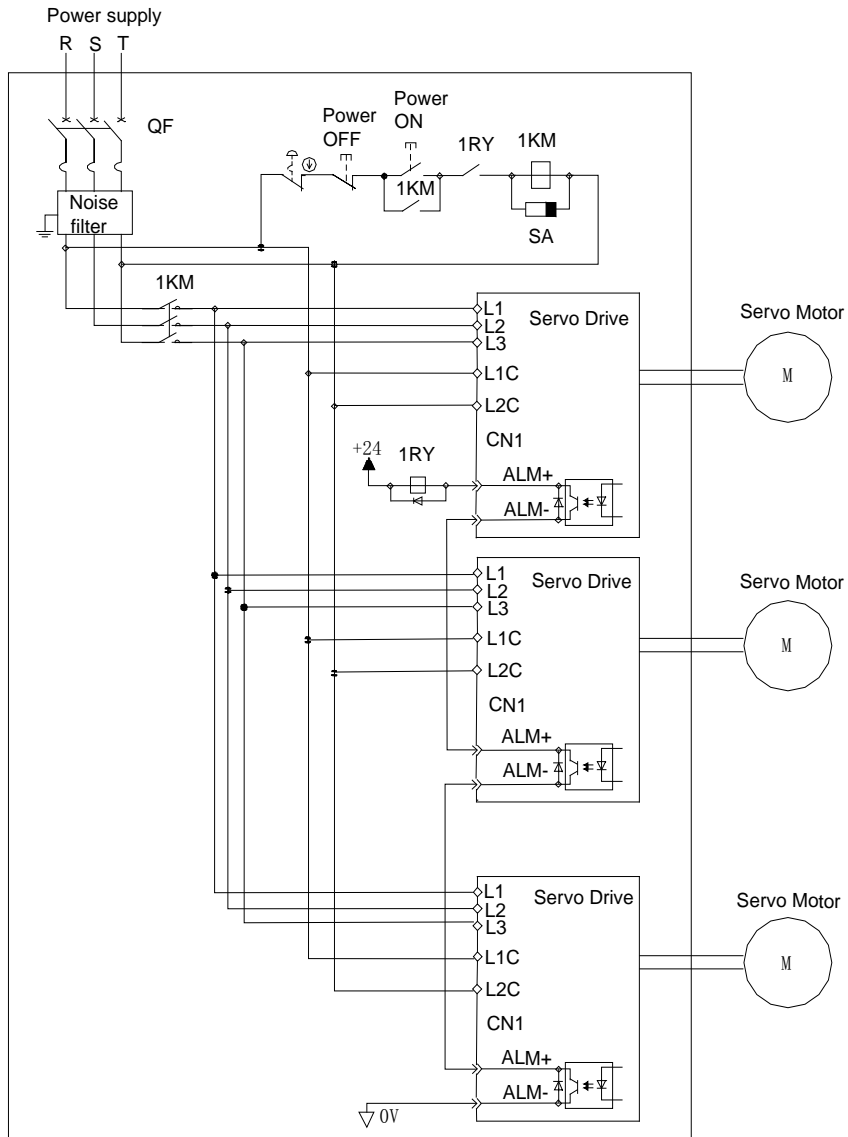 Power supply
R S T
QF
Power
OFF
Power
ON
1RY
1KM
1KM
SA
Noise
filter
1KM
L1
L2
L3
L1C
L2C
CN1
Servo Drive
Servo Motor
M
+24
1RY
ALM+
ALM-
L1
L2
L3
L1C
L2C
CN1
Servo Drive
Servo Motor
M
ALM+
ALM-
L1
L2
L3
L1C
L2C
CN1
Servo Drive
Servo Motor
M
ALM+
ALM-
0V